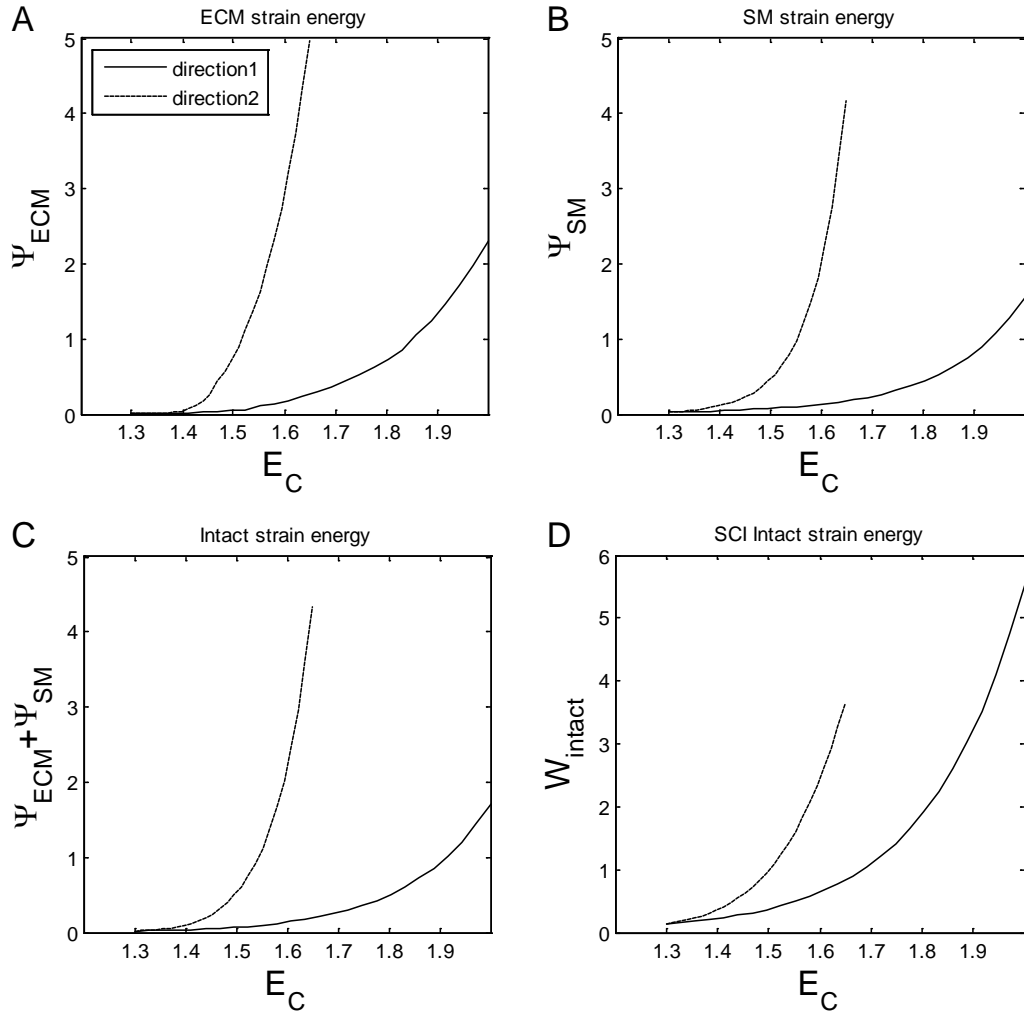 A
ECM strain energy
5
4
3
2
1
0
Ψ_ECM
direction1
direction2
1.3 1.4 1.5 1.6 1.7 1.8 1.9
E_C
B
SM strain energy
5
4
3
2
1
0
Ψ_SM
1.3 1.4 1.5 1.6 1.7 1.8 1.9
E_C
C
Intact strain energy
5
4
3
2
1
0
Ψ_ECM+Ψ_SM
1.3 1.4 1.5 1.6 1.7 1.8 1.9
E_C
D
SCI Intact strain energy
6
5
4
3
2
1
0
W_intact
1.3 1.4 1.5 1.6 1.7 1.8 1.9
E_C